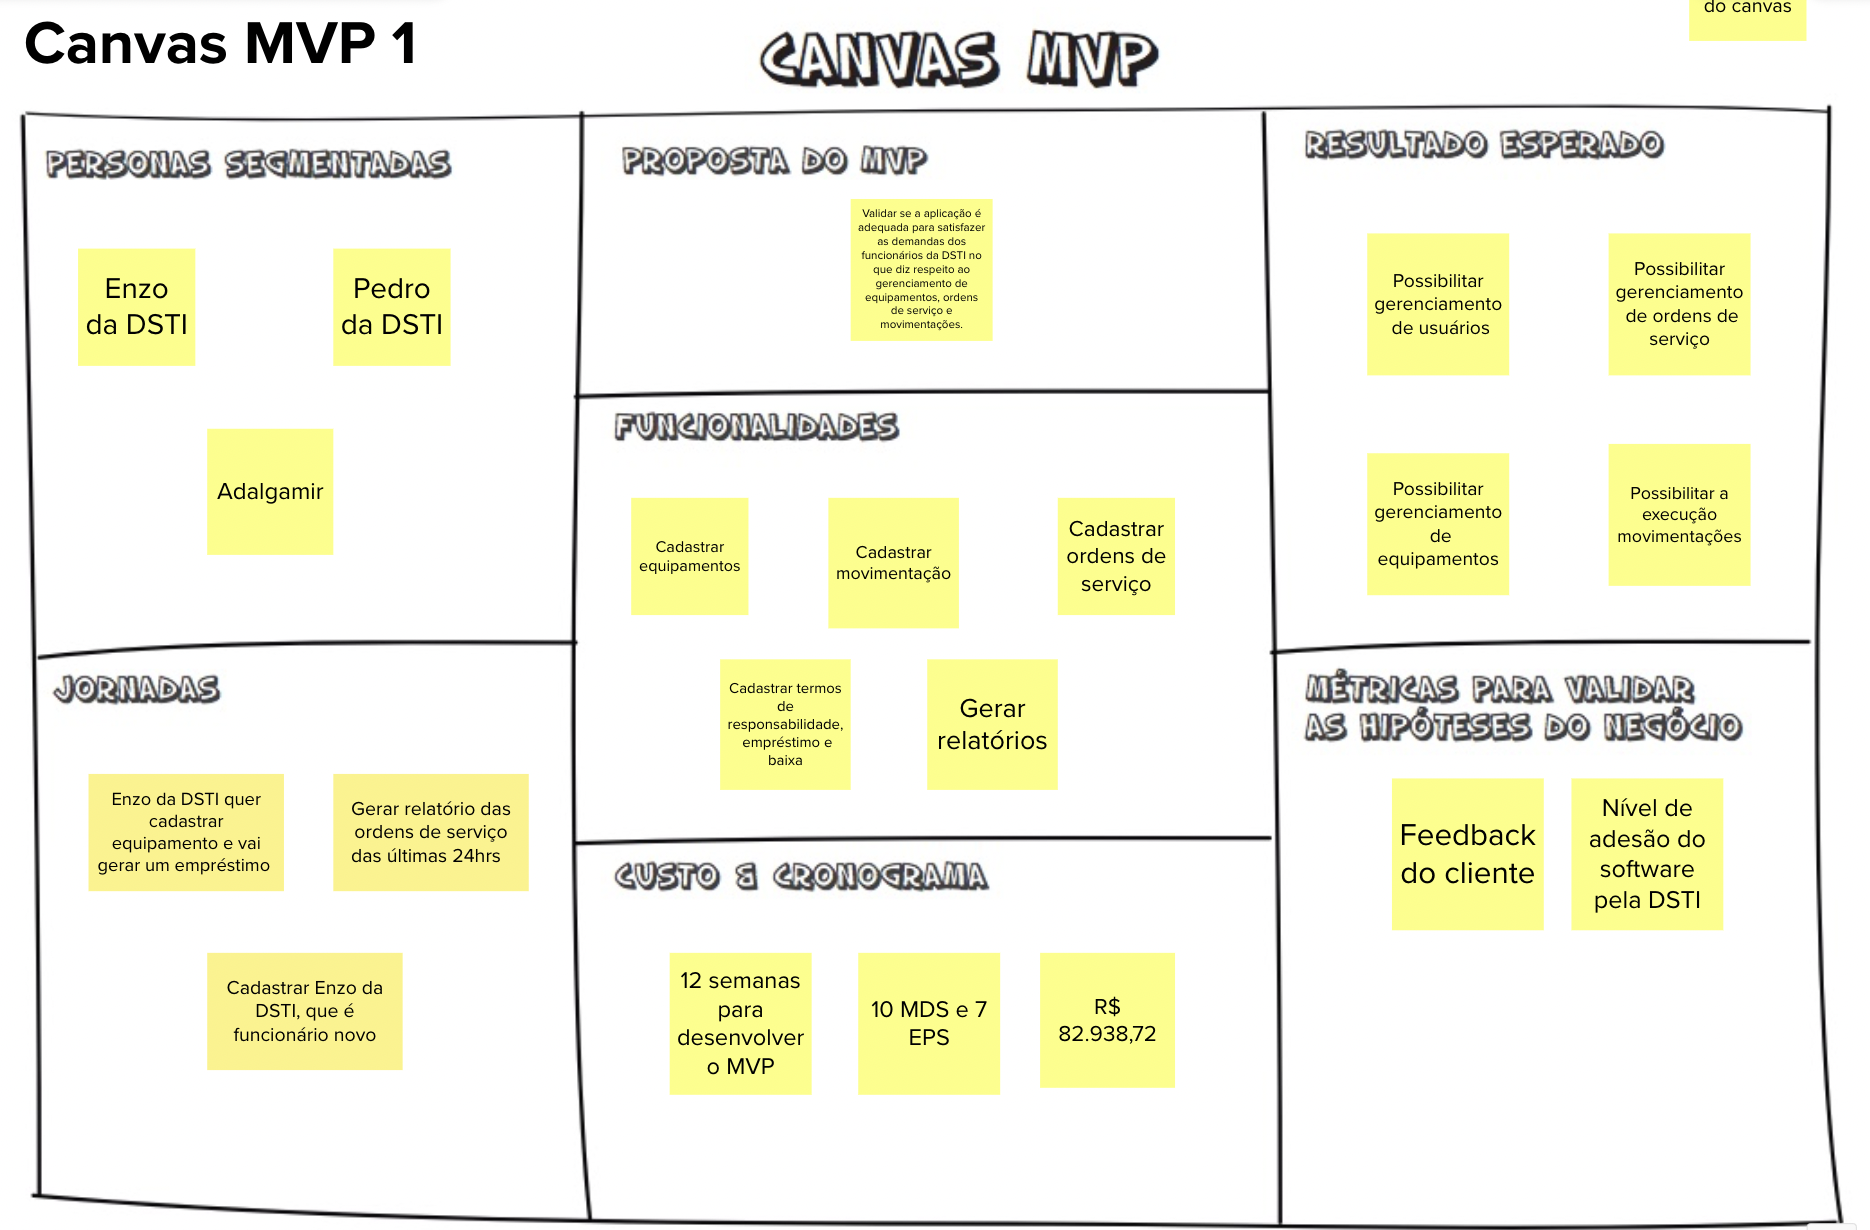 do canvas
Canvas MVP 1
CANVAS MVP
PERSONAS SEGMENTADAS
Enzo
da DSTI
Pedro
da DSTI
Adalgamir
PROPOSTA DO MVP
Validar se a aplicação é
adequada para satisfazer
as demandas dos
funcionários da DSTI no
que diz respeito ao
gerenciamento de
equipamentos, ordens
de serviço e
movimentações.
RESULTADO ESPERADO
Possibilitar
gerenciamento
de usuários
Possibilitar
gerenciamento
de ordens de
serviço
Possibilitar
gerenciamento
de
equipamentos
Possibilitar a
execução
movimentações
FUNCIONALIDADES
Cadastrar
equipamentos
Cadastrar
movimentação
Cadastrar
ordens de
serviço
Cadastrar termos
de
responsabilidade,
empréstimo e
baixa
Gerar
relatórios
JORNADAS
Enzo da DSTI quer
cadastrar
equipamento e vai
gerar um empréstimo
Gerar relatório das
ordens de serviço
das últimas 24hrs
Cadastrar Enzo da
DSTI, que é
funcionário novo
CUSTO & CRONOGRAMA
12 semanas
para
desenvolver
o MVP
10 MDS e 7
EPS
R$
82.938,72
MÉTRICAS PARA VALIDAR
AS HIPÓTESES DO NEGÓCIO
Feedback
do cliente
Nível de
adesão do
software
pela DSTI